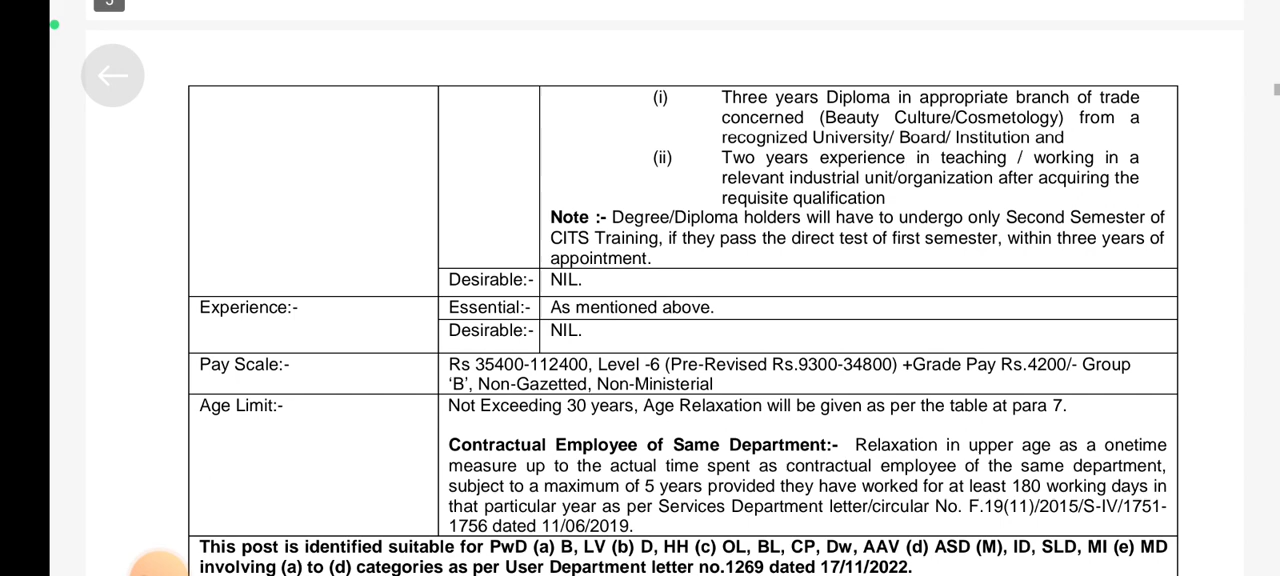 (i) Three years Diploma in appropriate branch of trade
concerned (Beauty Culture/Cosmetology) from a
recognized University/ Board/ Institution and
(ii) Two years experience in teaching / working in a
relevant industrial unit/organization after acquiring the
requisite qualification
Note :- Degree/Diploma holders will have to undergo only Second Semester of
CITS Training, if they pass the direct test of first semester, within three years of
appointment.
Desirable:- NIL.
Experience:- Essential:- As mentioned above.
Desirable:- NIL.
Pay Scale:- Rs 35400-112400, Level -6 (Pre-Revised Rs.9300-34800) +Grade Pay Rs.4200/- Group
‘B’, Non-Gazetted, Non-Ministerial
Age Limit:- Not Exceeding 30 years, Age Relaxation will be given as per the table at para 7.
Contractual Employee of Same Department:- Relaxation in upper age as a onetime
measure up to the actual time spent as contractual employee of the same department,
subject to a maximum of 5 years provided they have worked for at least 180 working days in
that particular year as per Services Department letter/circular No. F.19(11)/2015/S-IV/1751-
1756 dated 11/06/2019.
This post is identified suitable for PwD (a) B, LV (b) D, HH (c) OL, BL, CP, Dw, AAV (d) ASD (M), ID, SLD, MI (e) MD
involving (a) to (d) categories as per User Department letter no.1269 dated 17/11/2022.